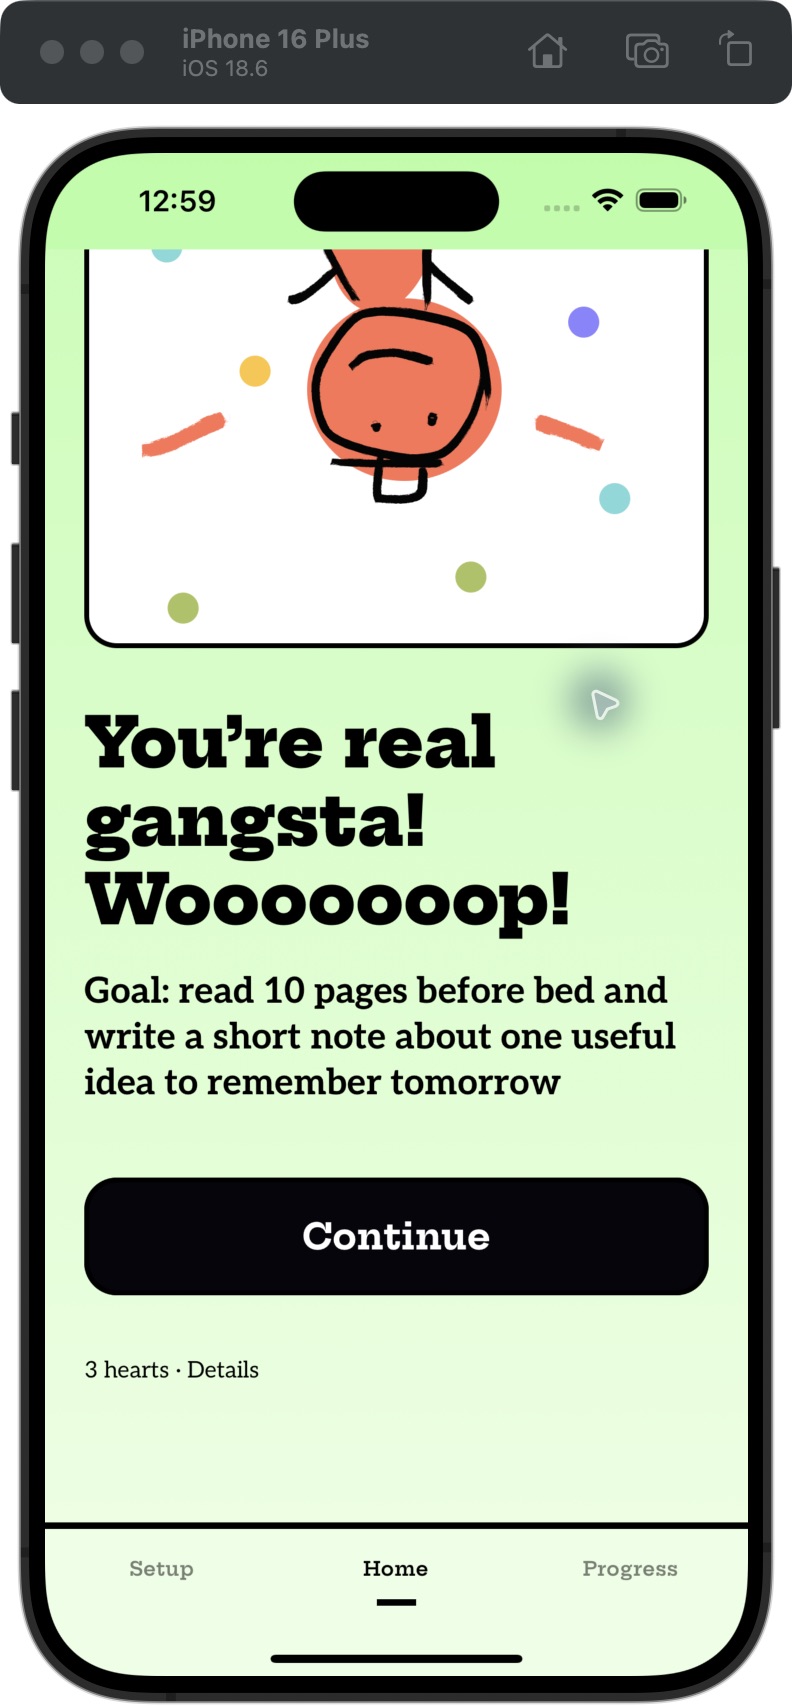 iPhone 16 Plus
iOS 18.6
12:59
You’re real
gangsta!
Woooooooop!
Goal: read 10 pages before bed and
write a short note about one useful
idea to remember tomorrow
Continue
3 hearts · Details
Setup
Home
Progress